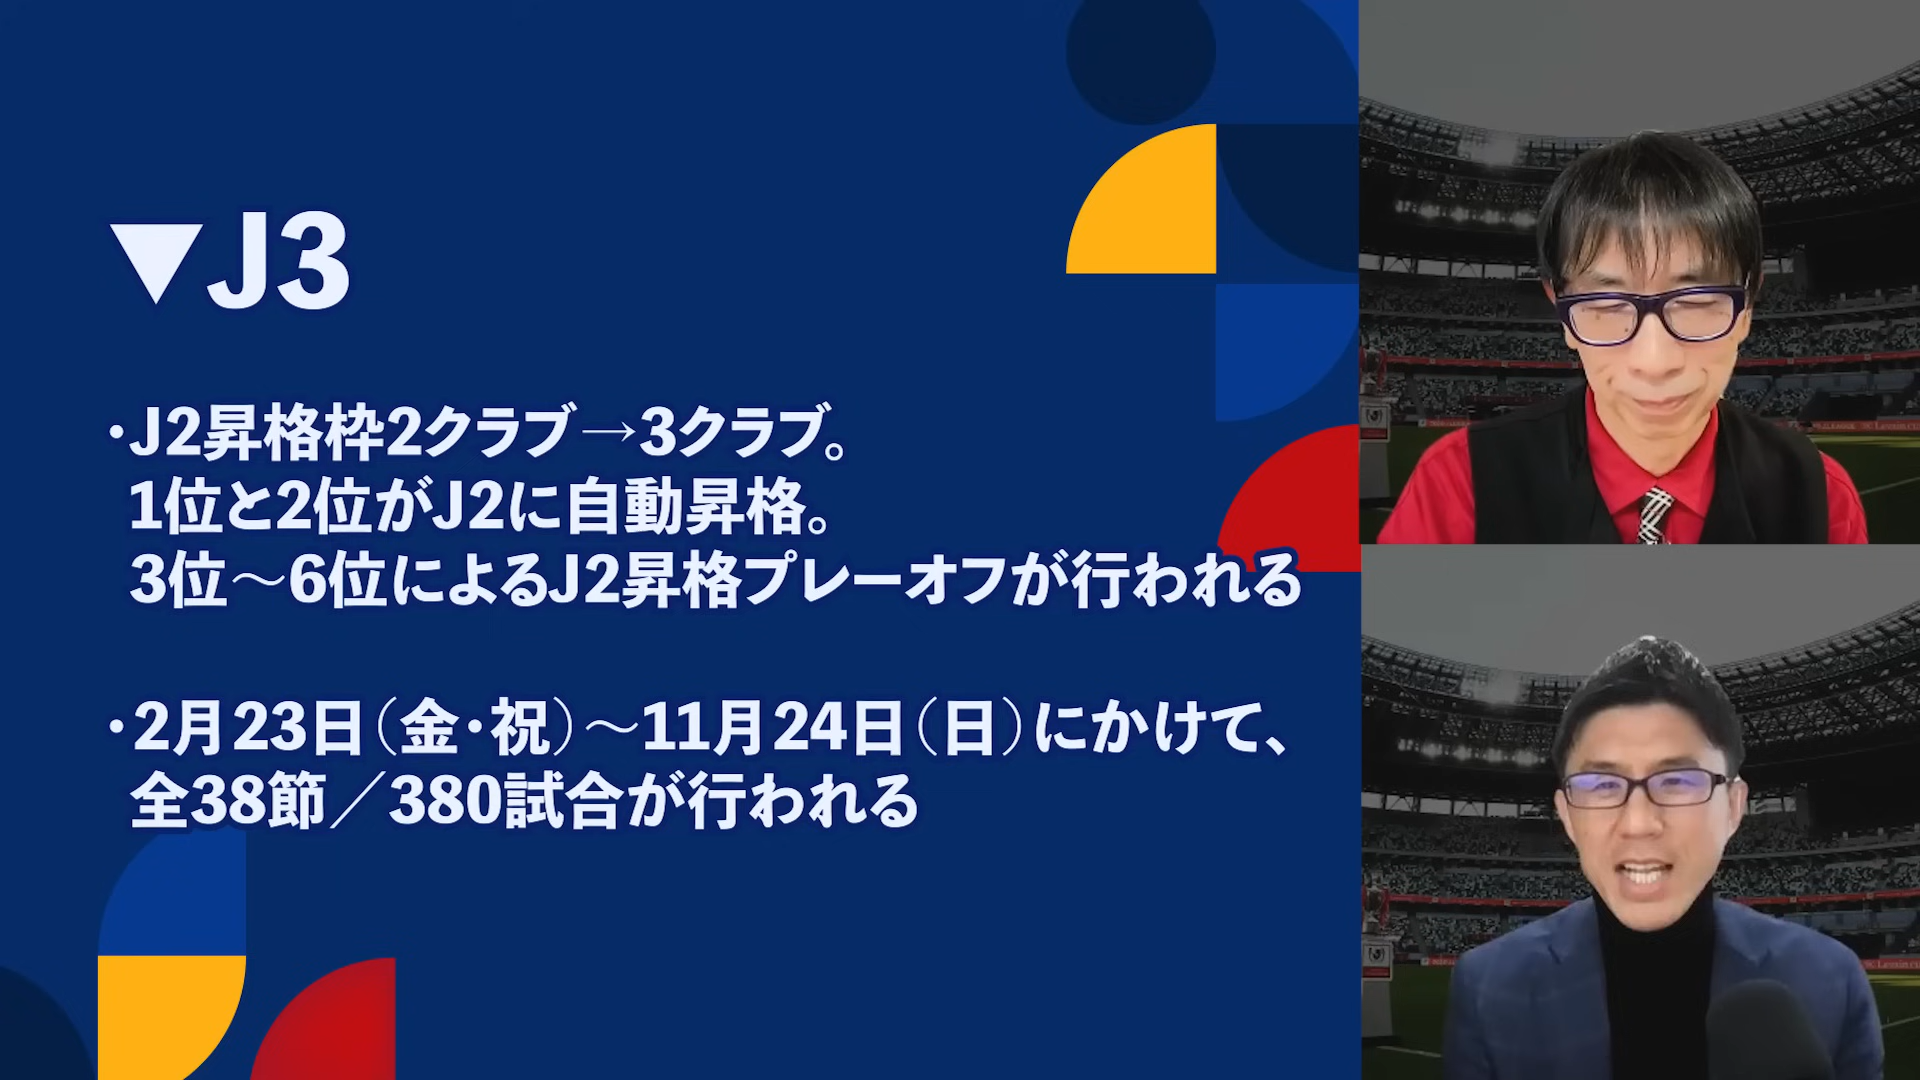 ▼J3
・J2昇格枠2クラブ→3クラブ。
1位と2位がJ2に自動昇格。
3位～6位によるJ2昇格プレーオフが行われる
・2月23日（金・祝）～11月24日（日）にかけて、
全38節／380試合が行われる